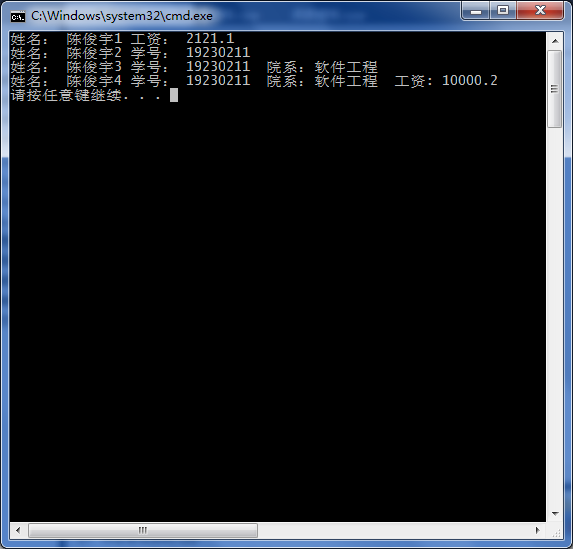 C:\Windows\system32\cmd.exe
姓名： 陈俊宇1 工资： 2121.1
姓名： 陈俊宇2 学号： 19230211
姓名： 陈俊宇3 学号： 19230211  院系：软件工程
姓名： 陈俊宇4 学号： 19230211  院系：软件工程  工资：10000.2
请按任意键继续. . .